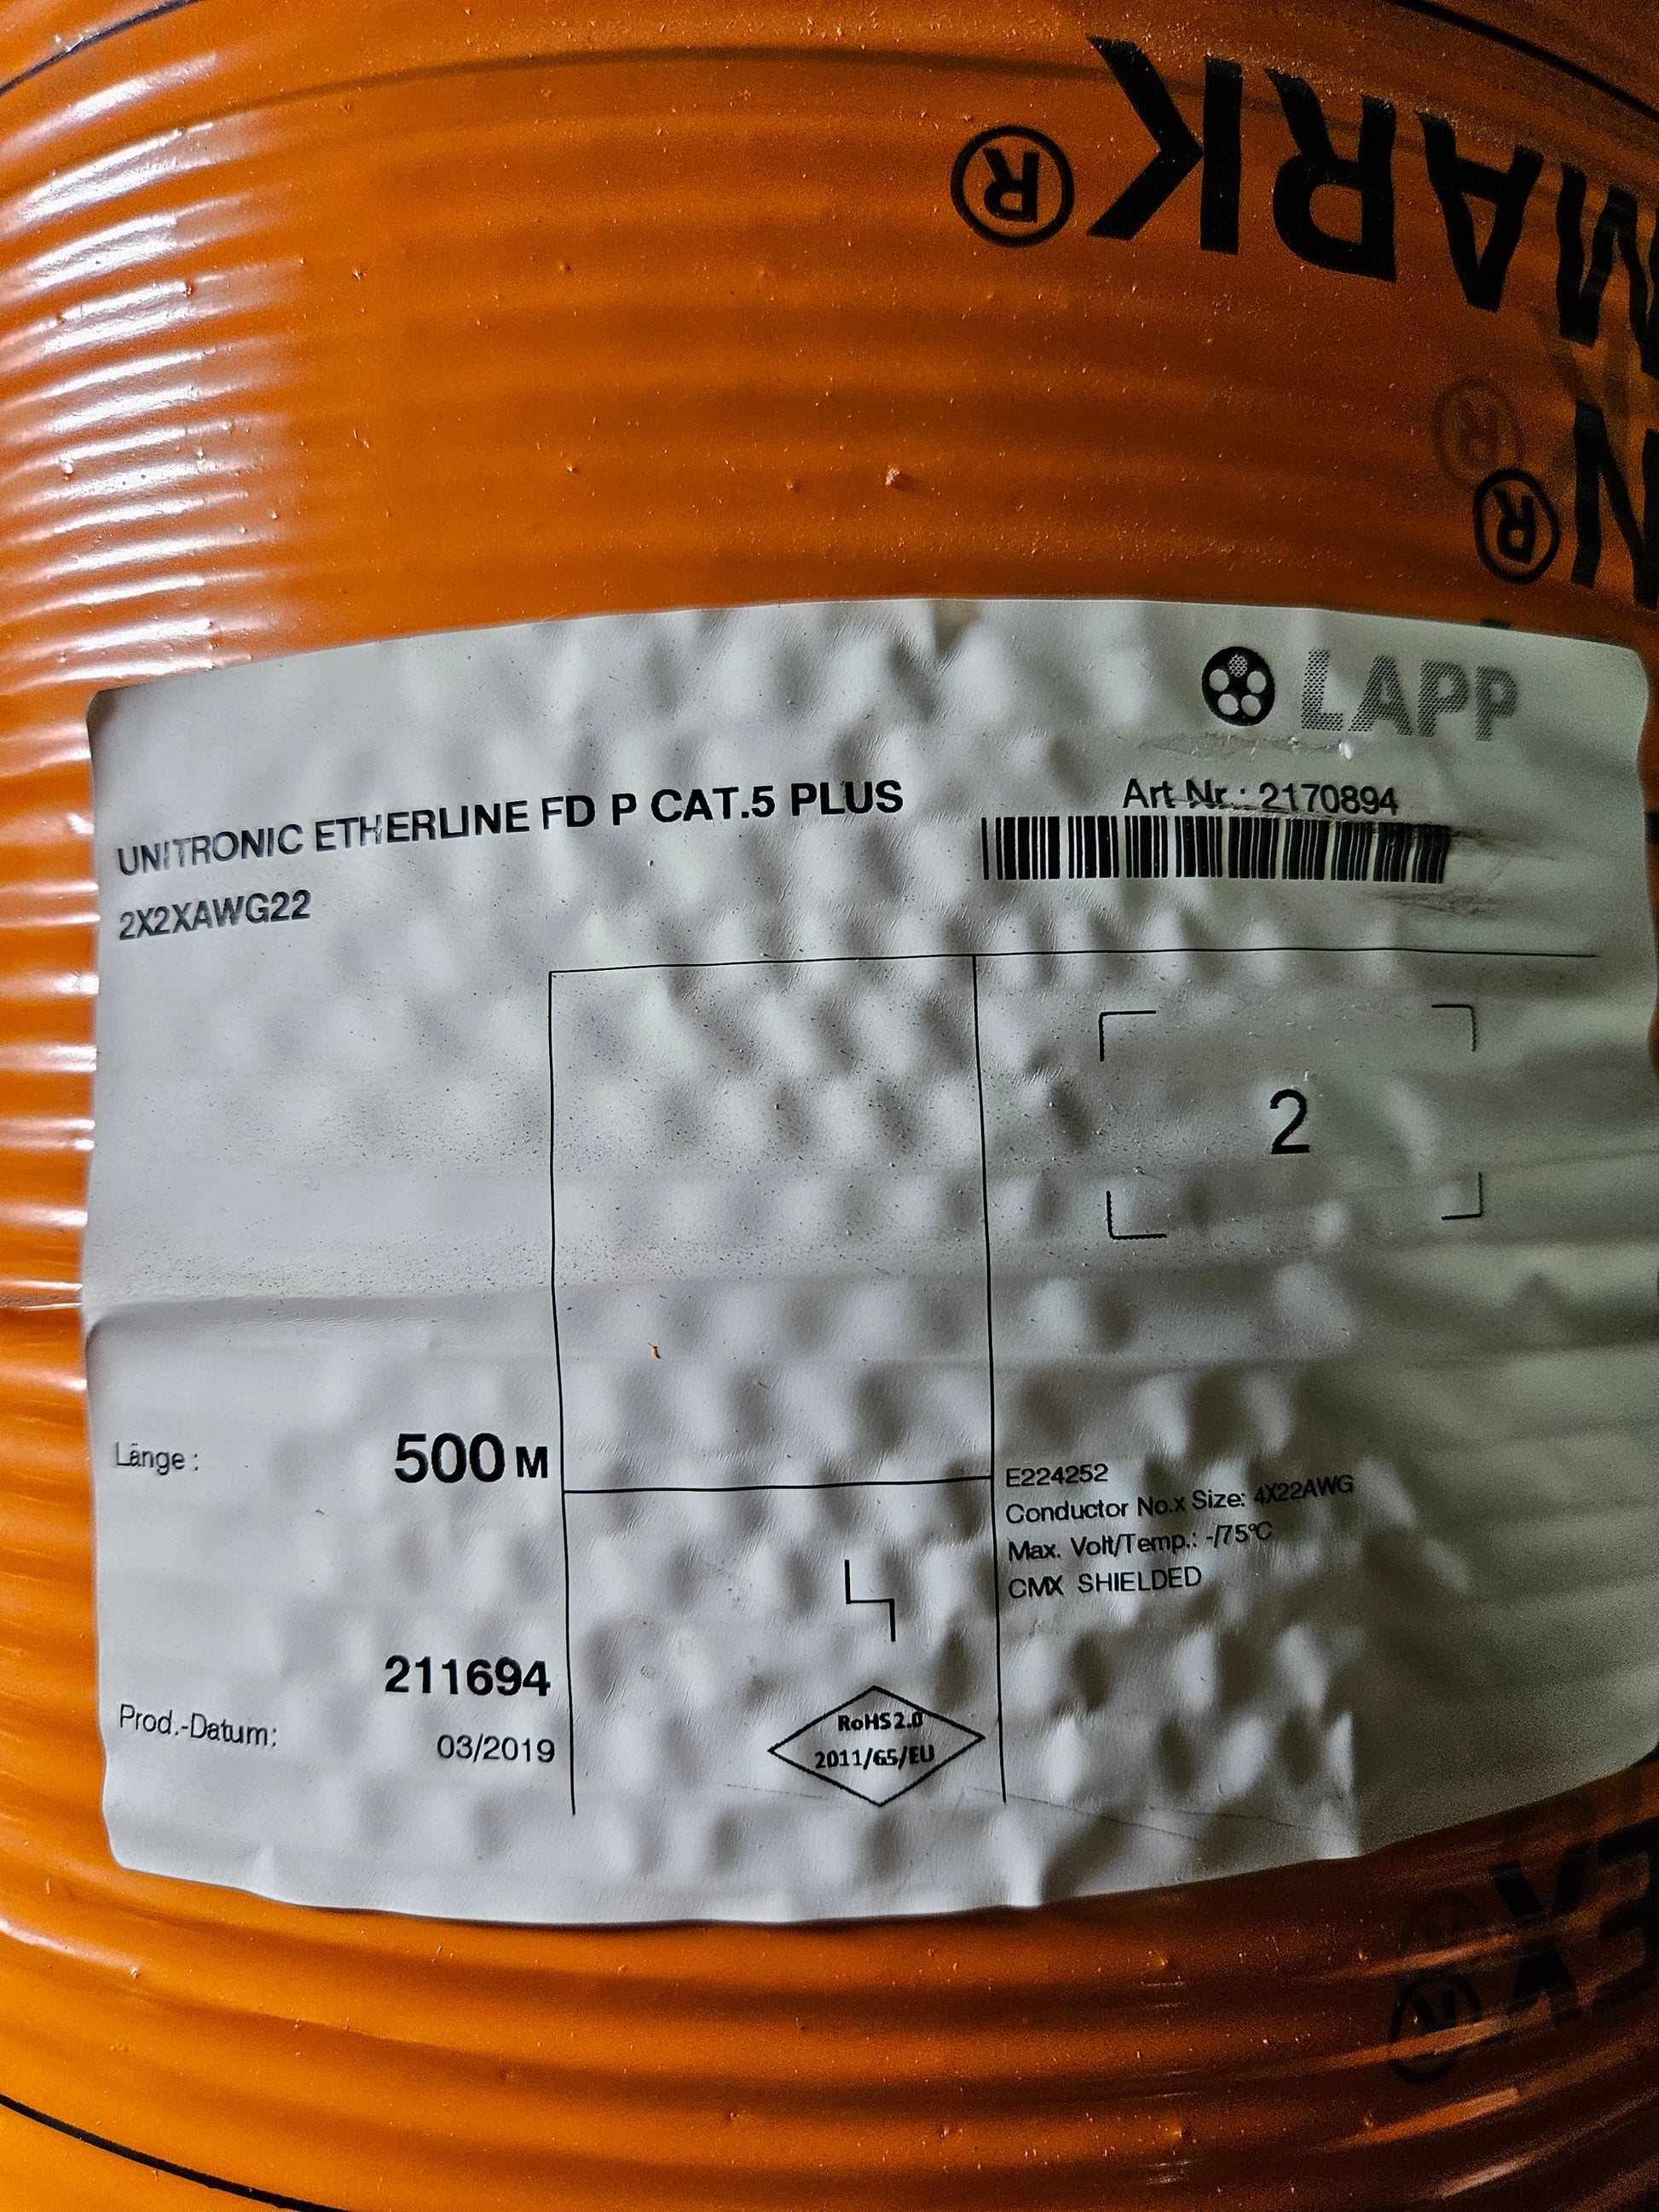 MARK®
N®
LAPP
UNITRONIC ETHERLINE FD P CAT.5 PLUS
2X2XAWG22
Art Nr.: 2170894
2
Länge: 500 M
E224252
Conductor No.x Size: 4X22AWG
Max. Volt/Temp.: -/75°C
CMX SHIELDED
211694
Prod.-Datum: 03/2019
RoHS 2.0
2011/65/EU